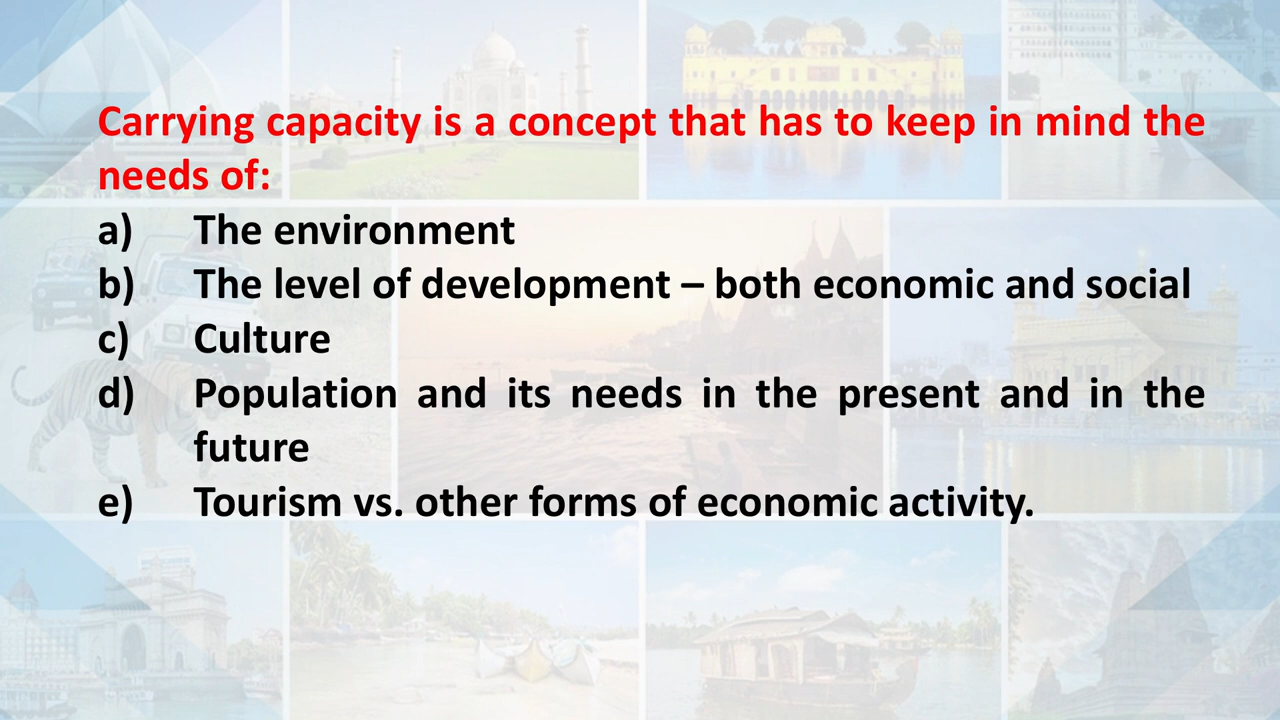 Carrying capacity is a concept that has to keep in mind the
needs of:
a) The environment
b) The level of development – both economic and social
c) Culture
d) Population and its needs in the present and in the
future
e) Tourism vs. other forms of economic activity.